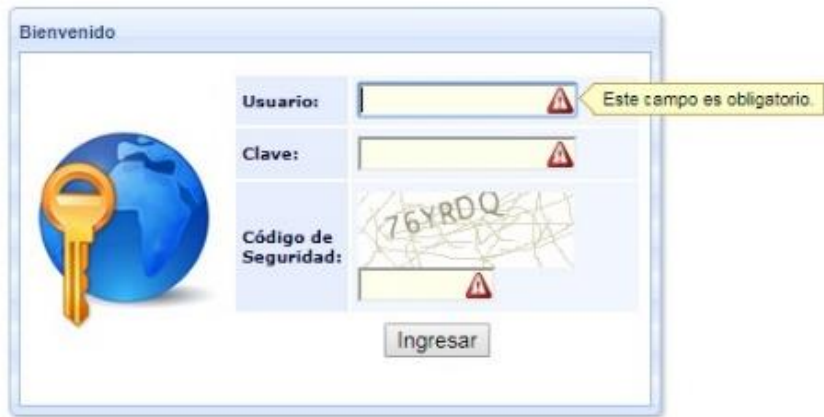 Bienvenido
Usuario:
Este campo es obligatorio.
Clave:
76YRDQ
Código de
Seguridad:
Ingresar